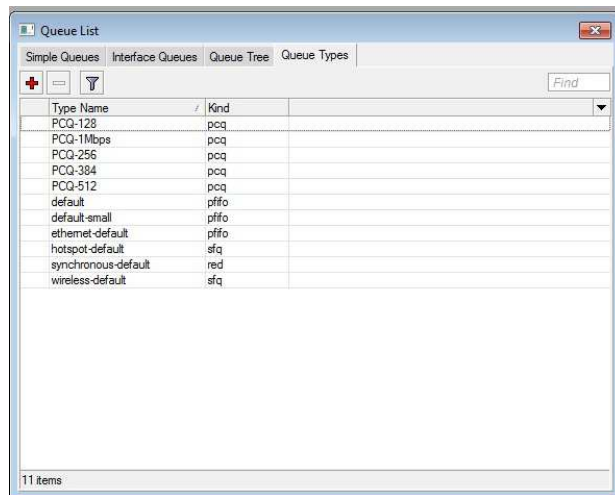 Queue List
Simple Queues Interface Queues Queue Tree Queue Types
Find
Type Name Kind
PCQ-128 pcq
PCQ-1Mbps pcq
PCQ-256 pcq
PCQ-384 pcq
PCQ-512 pcq
default pfifo
default-small pfifo
ethernet-default pfifo
hotspot-default sfq
synchronous-default red
wireless-default sfq
11 items